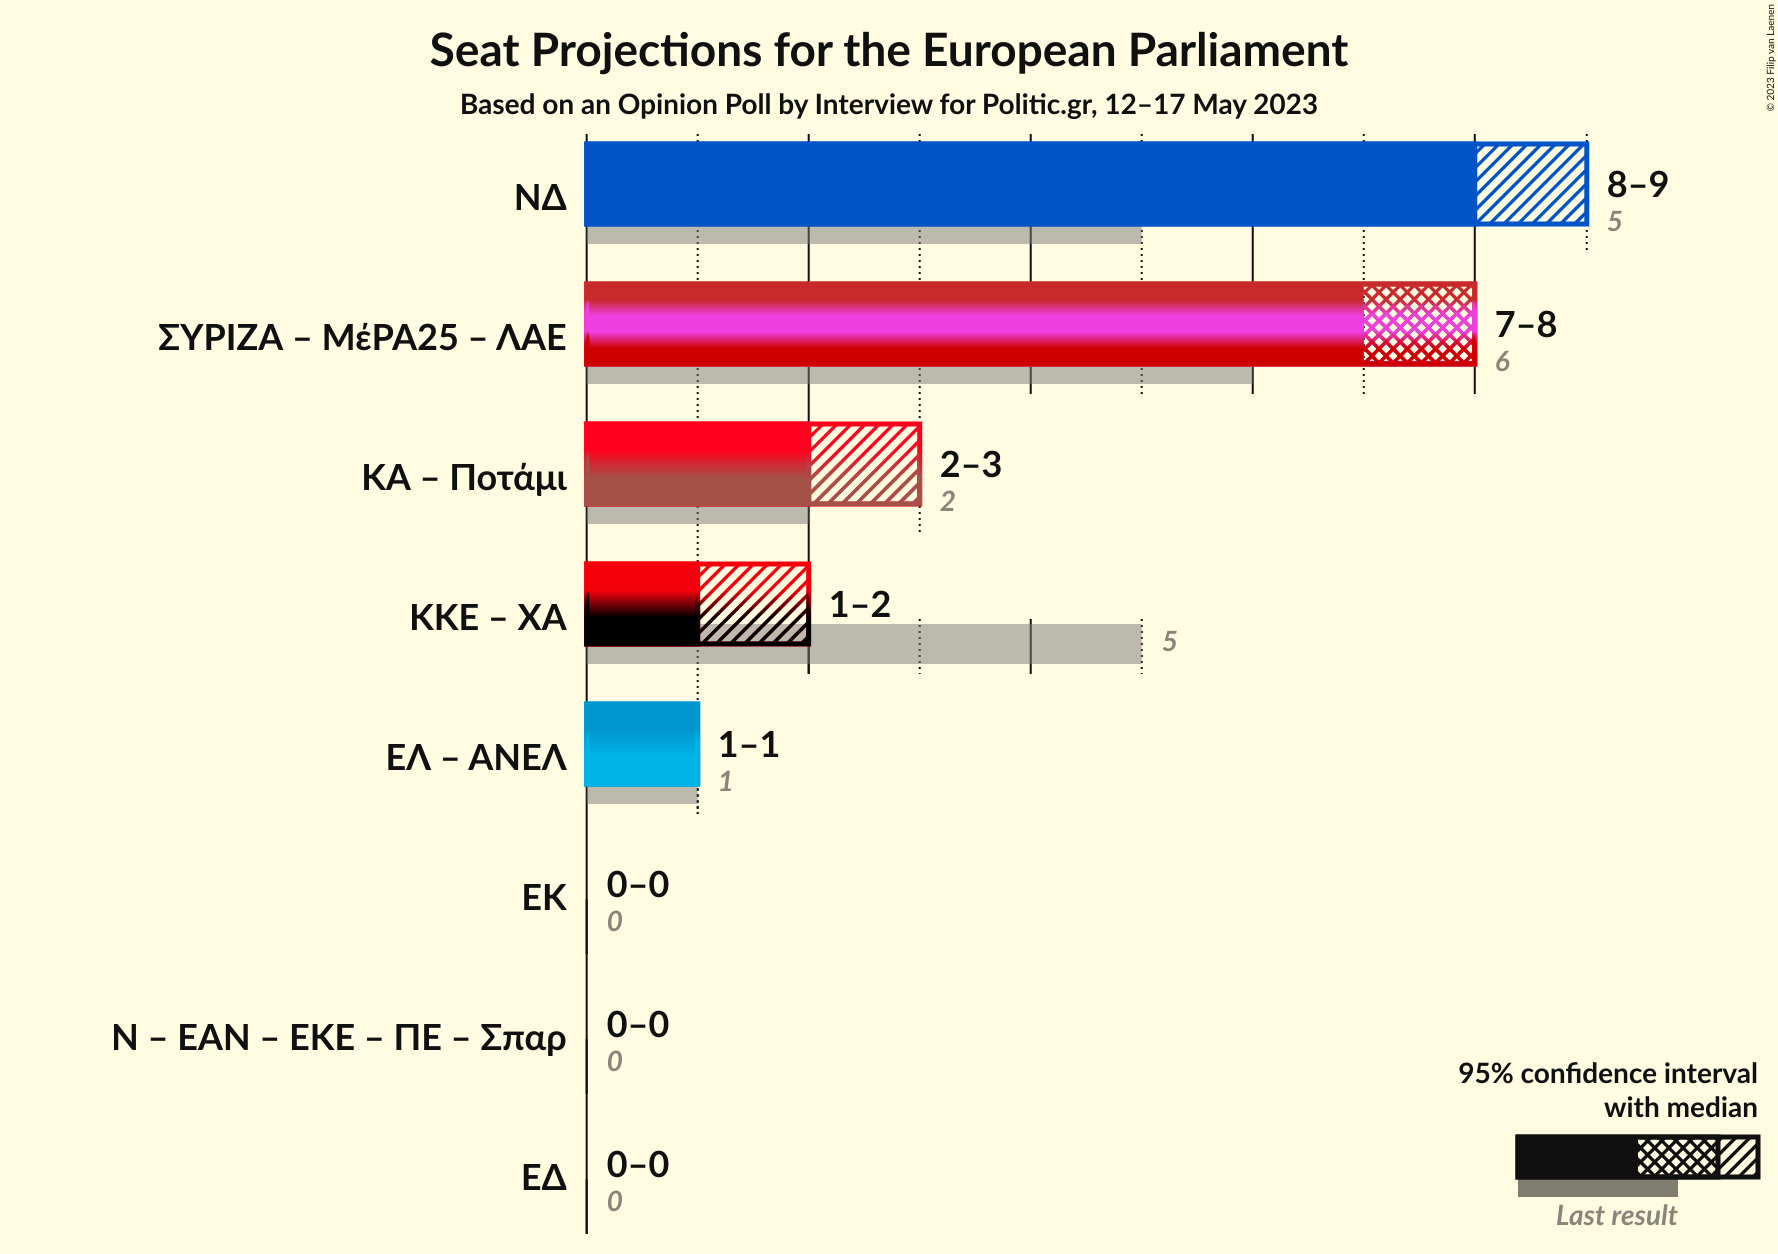 Seat Projections for the European Parliament
Based on an Opinion Poll by Interview for Politic.gr, 12–17 May 2023
© 2023 Filip van Laenen
ΝΔ
8–9
5
ΣΥΡΙΖΑ – ΜέΡΑ25 – ΛΑΕ
7–8
6
ΚΑ – Ποτάμι
2–3
2
ΚΚΕ – ΧΑ
1–2
5
ΕΛ – ΑΝΕΛ
1–1
1
ΕΚ
0–0
0
Ν – ΕΑΝ – ΕΚΕ – ΠΕ – Σπαρ
0–0
0
ΕΔ
0–0
0
95% confidence interval
with median
Last result